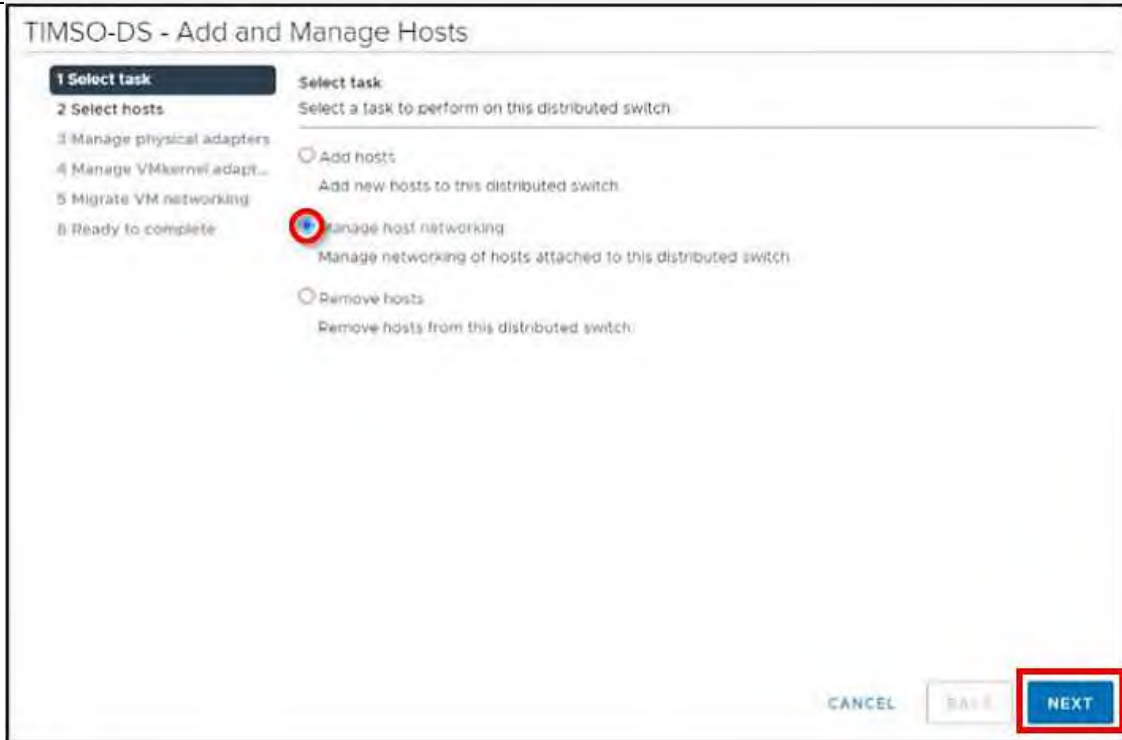 TIMSO-DS - Add and Manage Hosts
1 Select task
2 Select hosts
3 Manage physical adapters
4 Manage VMkernel adapt...
5 Migrate VM networking
6 Ready to complete
Select task
Select a task to perform on this distributed switch.
Add hosts
Add new hosts to this distributed switch.
Manage host networking
Manage networking of hosts attached to this distributed switch.
Remove hosts
Remove hosts from this distributed switch.
CANCEL
BACK
NEXT